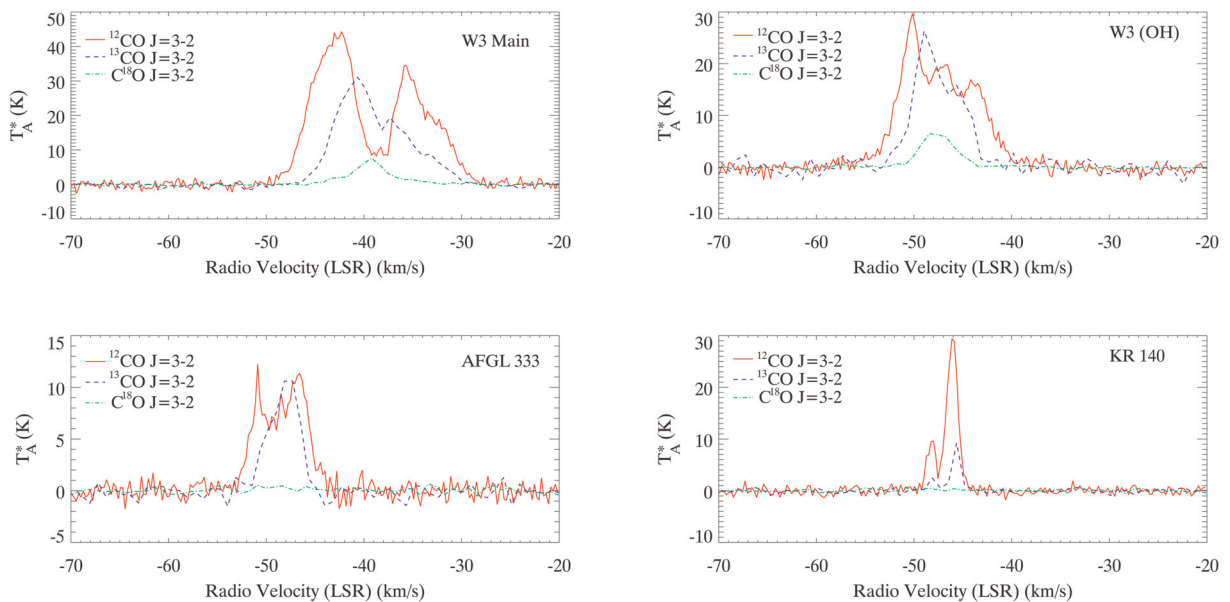 W3 Main
¹²CO J=3-2
¹³CO J=3-2
C¹⁸O J=3-2
50
40
30
20
10
0
-10
T*A (K)
-70 -60 -50 -40 -30 -20
Radio Velocity (LSR) (km/s)
W3 (OH)
¹²CO J=3-2
¹³CO J=3-2
C¹⁸O J=3-2
30
20
10
0
-10
T*A (K)
-70 -60 -50 -40 -30 -20
Radio Velocity (LSR) (km/s)
AFGL 333
¹²CO J=3-2
¹³CO J=3-2
C¹⁸O J=3-2
15
10
5
0
-5
T*A (K)
-70 -60 -50 -40 -30 -20
Radio Velocity (LSR) (km/s)
KR 140
¹²CO J=3-2
¹³CO J=3-2
C¹⁸O J=3-2
30
20
10
0
-10
T*A (K)
-70 -60 -50 -40 -30 -20
Radio Velocity (LSR) (km/s)